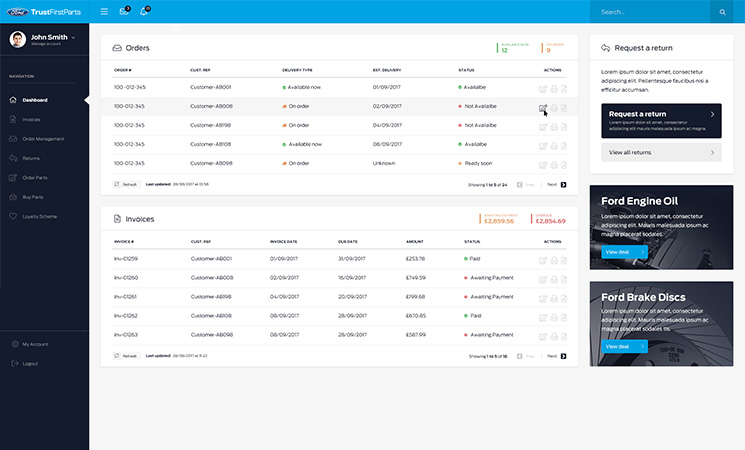 Ford TrustFirstParts
Search...
John Smith
Manage account
NAVIGATION
Dashboard
Invoices
Order Management
Returns
Order Parts
Buy Parts
Loyalty Scheme
My Account
Logout
Orders
AVAILABLE NOW
12
9
ORDER # CUST. REF DELIVERY TYPE EST. DELIVERY STATUS ACTIONS
100-012-345 Customer-AB001 Available now 01/09/2017 Availalbe
100-012-345 Customer-AB008 On order 02/09/2017 Not Availalbe
100-012-345 Customer-AB198 On order 04/09/2017 Not Availalbe
100-012-345 Customer-AB108 Available now 08/09/2017 Availalbe
100-012-345 Customer-AB098 On order Unknown Ready soon
Refresh Last updated: 28/08/2017 at 10:58 Showing 1 to 5 of 24 Prev Next
Invoices
AWAITING PAYMENT OVERDUE
£2,859.56 £2,854.69
INVOICE # CUST. REF INVOICE DATE DUE DATE AMOUNT STATUS ACTIONS
Inv-01259 Customer-AB001 01/09/2017 31/09/2017 £253.78 Paid
Inv-01260 Customer-AB008 02/09/2017 16/09/2017 £749.59 Awaiting Payment
Inv-01261 Customer-AB198 04/09/2017 20/09/2017 £199.68 Awaiting Payment
Inv-01262 Customer-AB108 08/09/2017 28/09/2017 £670.85 Paid
Inv-01263 Customer-AB098 08/09/2017 28/09/2017 £587.99 Awaiting Payment
Refresh Last updated: 28/08/2017 at 11:22 Showing 1 to 5 of 16 Prev Next
Request a return
Lorem ipsum dolor sit amet, consectetur
adipiscing elit. Phasellus faucibus nisl a eros
efficitur accumsan.
Request a return
Lorem ipsum dolor sit amet, consectetur
adipiscing elit mauris malesuada ipsum ac magna.
View all returns
Ford Engine Oil
Lorem ipsum dolor sit amet, consectetur
adipiscing elit. Mauris malesuada ipsum ac
magna placerat sodales.
View deal
Ford Brake Discs
Lorem ipsum dolor sit amet, consectetur
adipiscing elit. Mauris malesuada ipsum ac
magna placerat sodales.
View deal